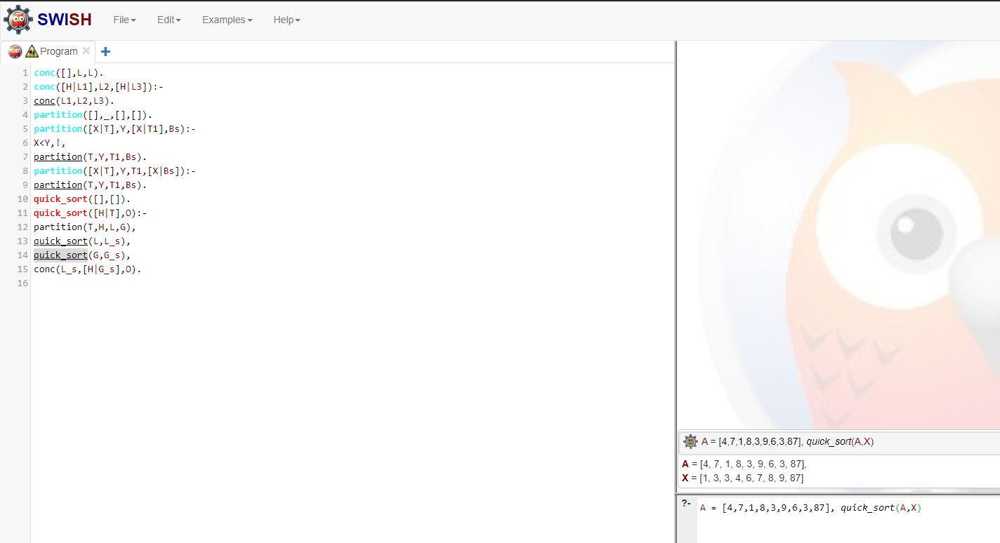 SWISH File Edit Examples Help
Program
1 conc([],L,L).
2 conc([H|L1],L2,[H|L3]):-
3 conc(L1,L2,L3).
4 partition([],_,[],[]).
5 partition([X|T],Y,[X|T1],Bs):-
6 X<Y,!,
7 partition(T,Y,T1,Bs).
8 partition([X|T],Y,T1,[X|Bs]):-
9 partition(T,Y,T1,Bs).
10 quick_sort([],[]).
11 quick_sort([H|T],O):-
12 partition(T,H,L,G),
13 quick_sort(L,L_s),
14 quick_sort(G,G_s),
15 conc(L_s,[H|G_s],O).
16
A = [4,7,1,8,3,9,6,3,87], quick_sort(A,X)
A = [4, 7, 1, 8, 3, 9, 6, 3, 87],
X = [1, 3, 3, 4, 6, 7, 8, 9, 87]
?- A = [4,7,1,8,3,9,6,3,87], quick_sort(A,X)